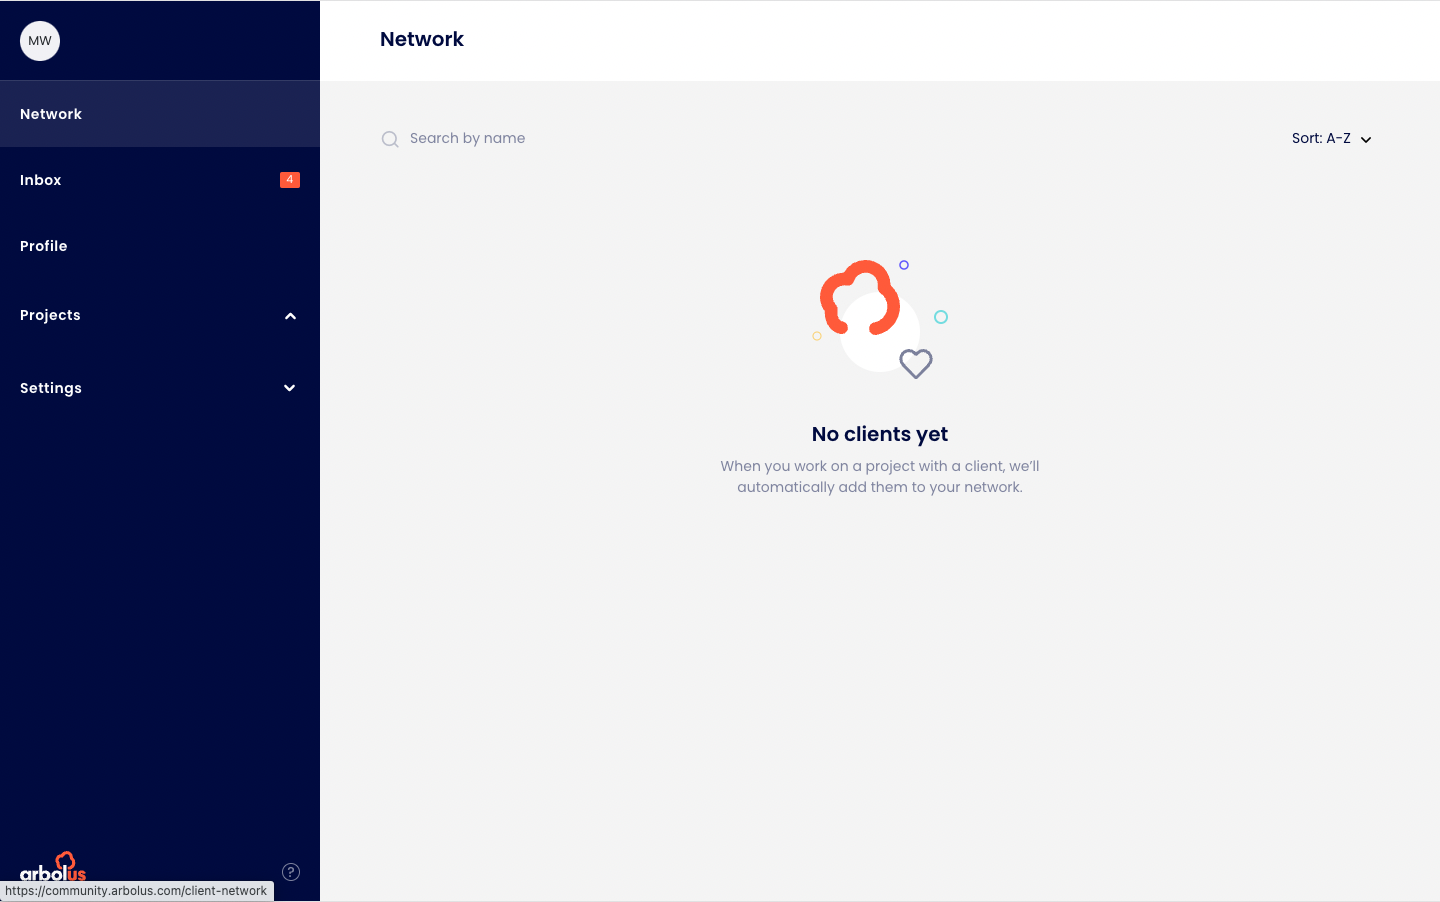 MW
Network
Network
Inbox
4
Profile
Projects
Settings
Search by name
Sort: A-Z
No clients yet
When you work on a project with a client, we’ll
automatically add them to your network.
arbolus
?
https://community.arbolus.com/client-network